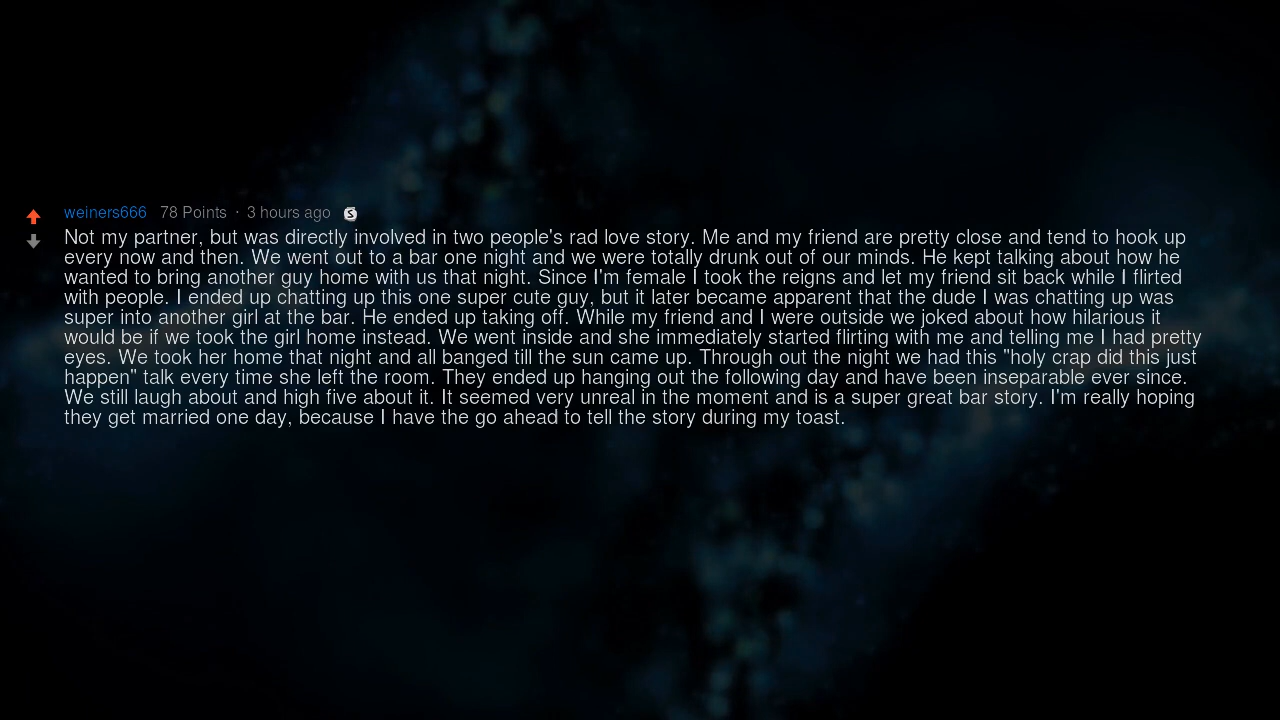 weiners666 78 Points · 3 hours ago
Not my partner, but was directly involved in two people's rad love story. Me and my friend are pretty close and tend to hook up
every now and then. We went out to a bar one night and we were totally drunk out of our minds. He kept talking about how he
wanted to bring another guy home with us that night. Since I'm female I took the reigns and let my friend sit back while I flirted
with people. I ended up chatting up this one super cute guy, but it later became apparent that the dude I was chatting up was
super into another girl at the bar. He ended up taking off. While my friend and I were outside we joked about how hilarious it
would be if we took the girl home instead. We went inside and she immediately started flirting with me and telling me I had pretty
eyes. We took her home that night and all banged till the sun came up. Through out the night we had this "holy crap did this just
happen" talk every time she left the room. They ended up hanging out the following day and have been inseparable ever since.
We still laugh about and high five about it. It seemed very unreal in the moment and is a super great bar story. I'm really hoping
they get married one day, because I have the go ahead to tell the story during my toast.